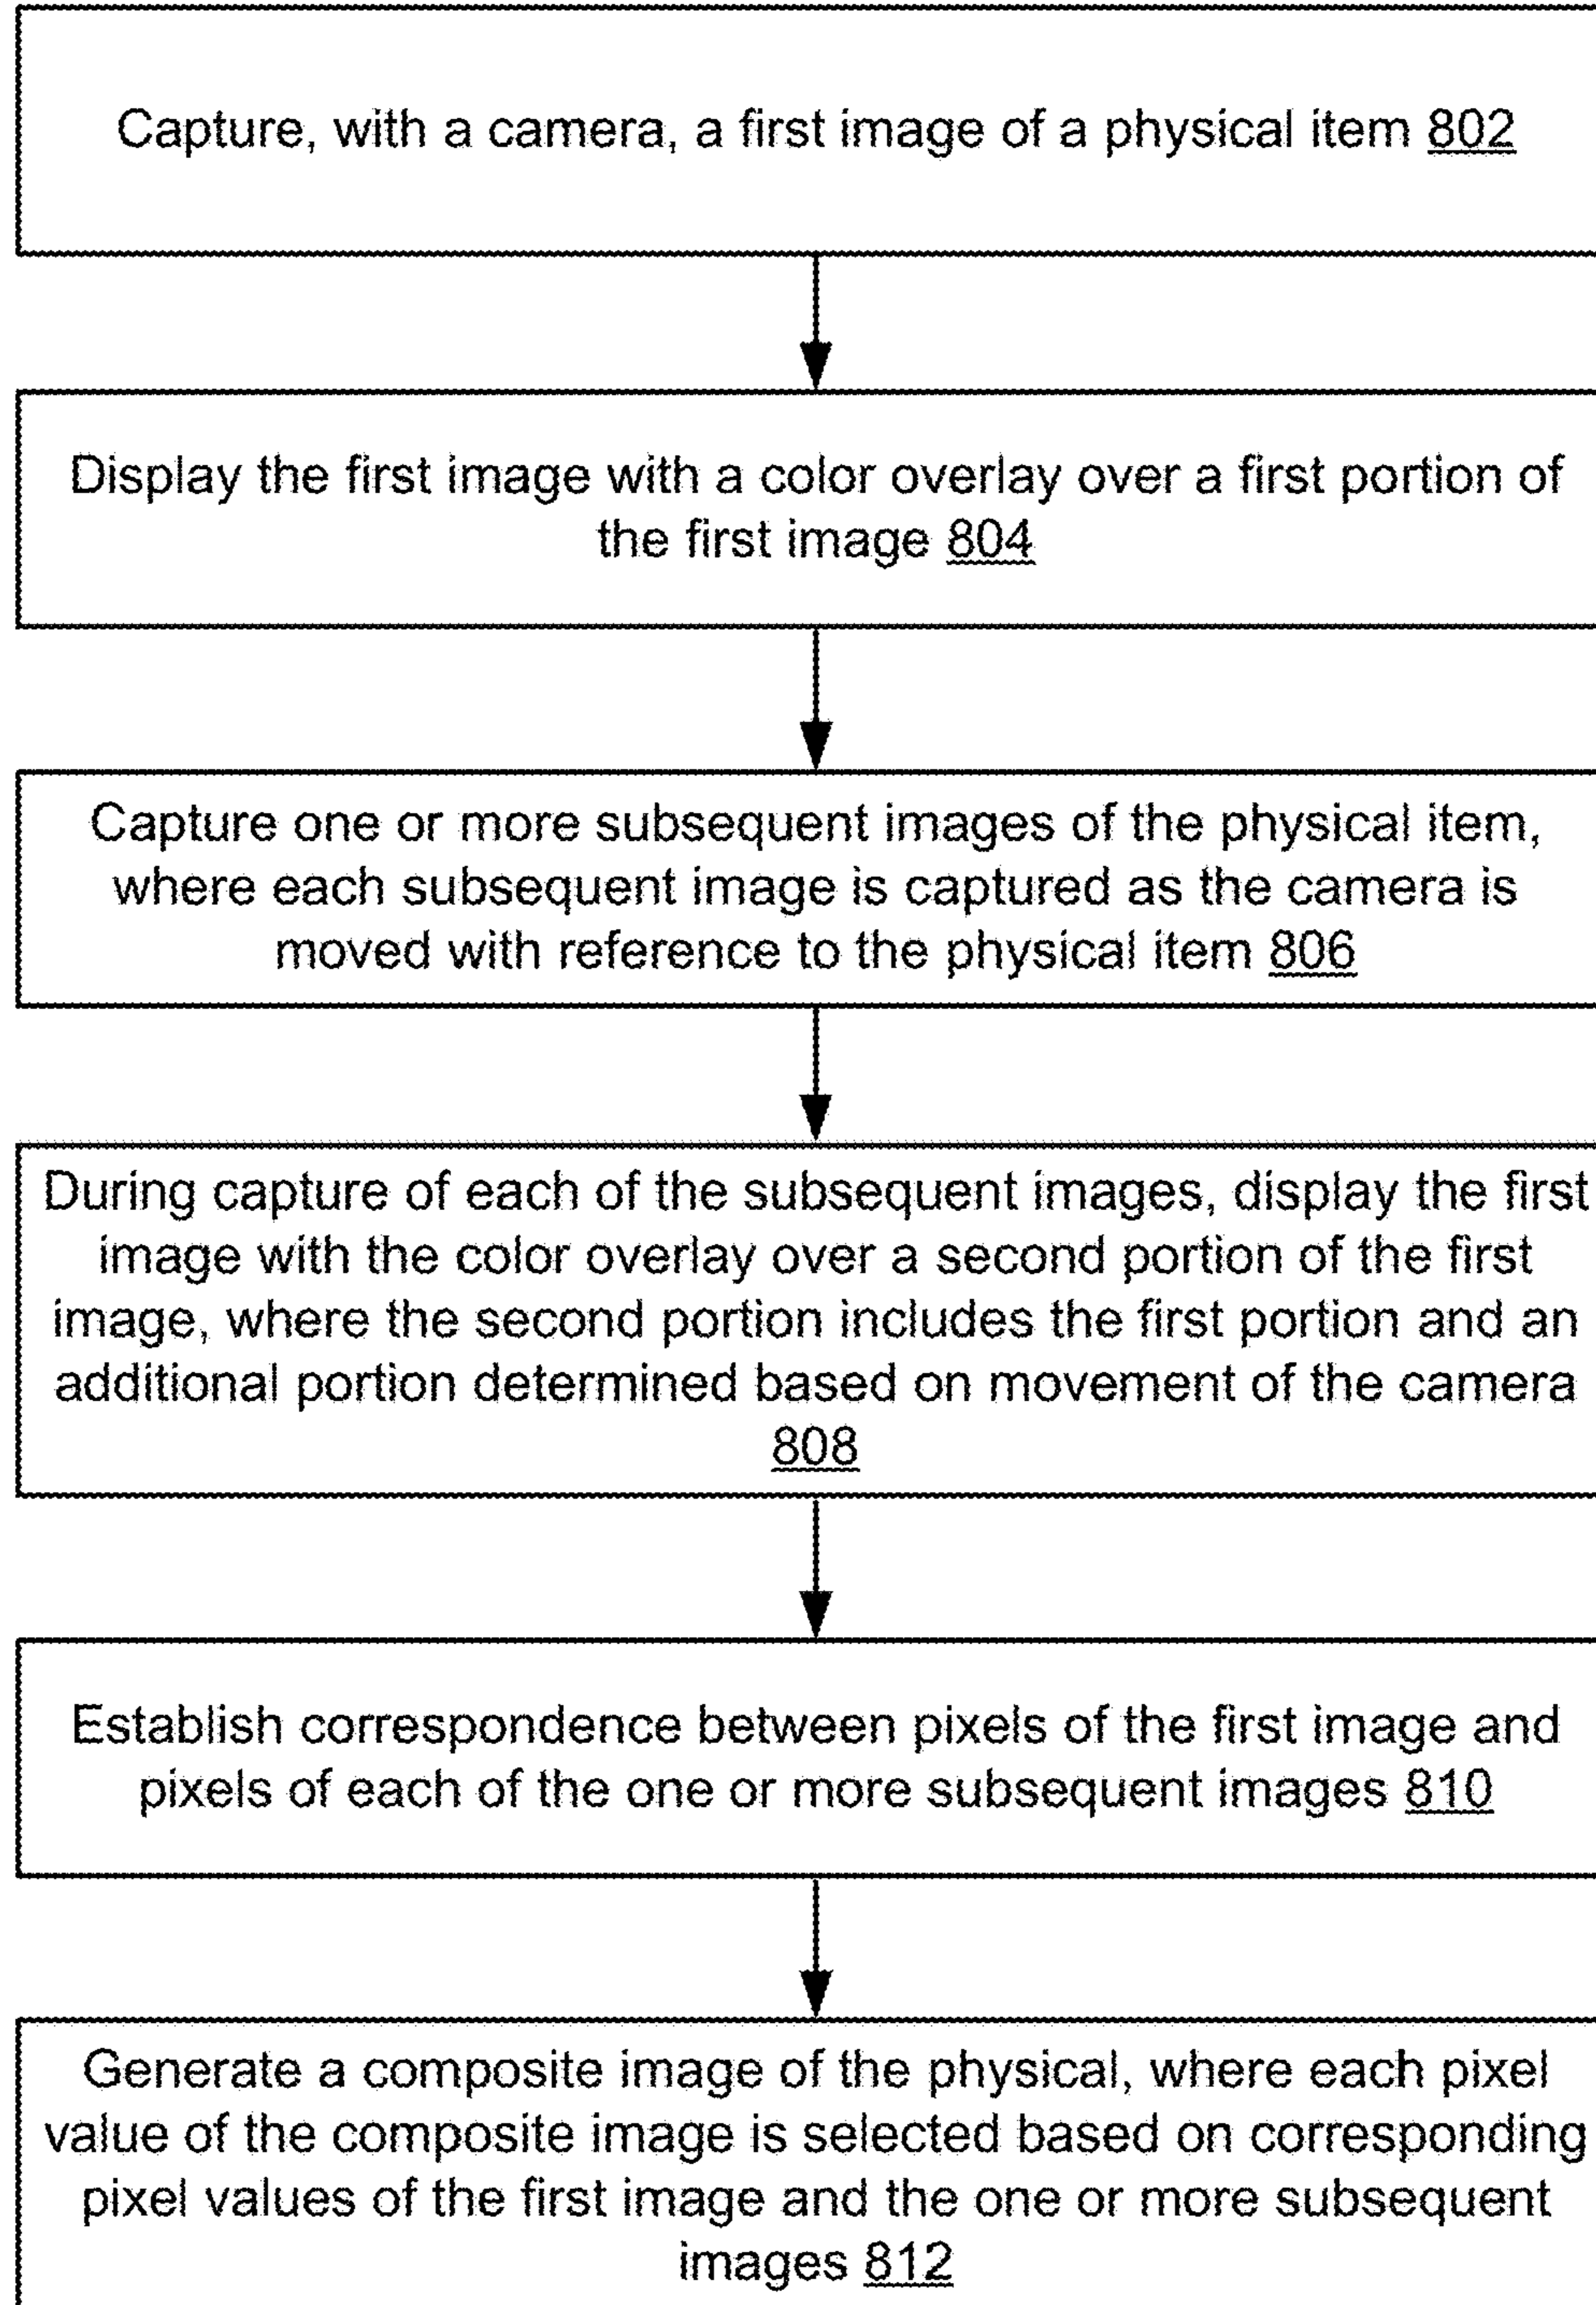 Capture, with a camera, a first image of a physical item 802
Display the first image with a color overlay over a first portion of
the first image 804
Capture one or more subsequent images of the physical item,
where each subsequent image is captured as the camera is
moved with reference to the physical item 806
During capture of each of the subsequent images, display the first
image with the color overlay over a second portion of the first
image, where the second portion includes the first portion and an
additional portion determined based on movement of the camera
808
Establish correspondence between pixels of the first image and
pixels of each of the one or more subsequent images 810
Generate a composite image of the physical, where each pixel
value of the composite image is selected based on corresponding
pixel values of the first image and the one or more subsequent
images 812